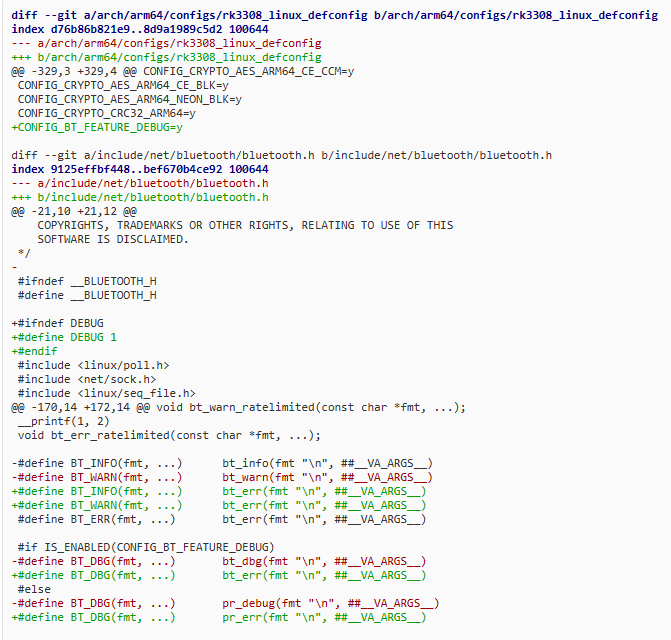 diff --git a/arch/arm64/configs/rk3308_linux_defconfig b/arch/arm64/configs/rk3308_linux_defconfig
index d76b86b821e9..8d9a1989c5d2 100644
--- a/arch/arm64/configs/rk3308_linux_defconfig
+++ b/arch/arm64/configs/rk3308_linux_defconfig
@@ -329,3 +329,4 @@ CONFIG_CRYPTO_AES_ARM64_CE_CCM=y
 CONFIG_CRYPTO_AES_ARM64_CE_BLK=y
 CONFIG_CRYPTO_AES_ARM64_NEON_BLK=y
 CONFIG_CRYPTO_CRC32_ARM64=y
+CONFIG_BT_FEATURE_DEBUG=y

diff --git a/include/net/bluetooth/bluetooth.h b/include/net/bluetooth/bluetooth.h
index 9125effbf448..bef670b4ce92 100644
--- a/include/net/bluetooth/bluetooth.h
+++ b/include/net/bluetooth/bluetooth.h
@@ -21,10 +21,12 @@
    COPYRIGHTS, TRADEMARKS OR OTHER RIGHTS, RELATING TO USE OF THIS
    SOFTWARE IS DISCLAIMED.
 */
-
 #ifndef __BLUETOOTH_H
 #define __BLUETOOTH_H

+#ifndef DEBUG
+#define DEBUG 1
+#endif
 #include <linux/poll.h>
 #include <net/sock.h>
 #include <linux/seq_file.h>
@@ -170,14 +172,14 @@ void bt_warn_ratelimited(const char *fmt, ...);
 __printf(1, 2)
 void bt_err_ratelimited(const char *fmt, ...);

-#define BT_INFO(fmt, ...)	bt_info(fmt "\n", ##__VA_ARGS__)
-#define BT_WARN(fmt, ...)	bt_warn(fmt "\n", ##__VA_ARGS__)
+#define BT_INFO(fmt, ...)	bt_err(fmt "\n", ##__VA_ARGS__)
+#define BT_WARN(fmt, ...)	bt_err(fmt "\n", ##__VA_ARGS__)
 #define BT_ERR(fmt, ...)	bt_err(fmt "\n", ##__VA_ARGS__)

 #if IS_ENABLED(CONFIG_BT_FEATURE_DEBUG)
-#define BT_DBG(fmt, ...)	bt_dbg(fmt "\n", ##__VA_ARGS__)
+#define BT_DBG(fmt, ...)	bt_err(fmt "\n", ##__VA_ARGS__)
 #else
-#define BT_DBG(fmt, ...)	pr_debug(fmt "\n", ##__VA_ARGS__)
+#define BT_DBG(fmt, ...)	pr_err(fmt "\n", ##__VA_ARGS__)